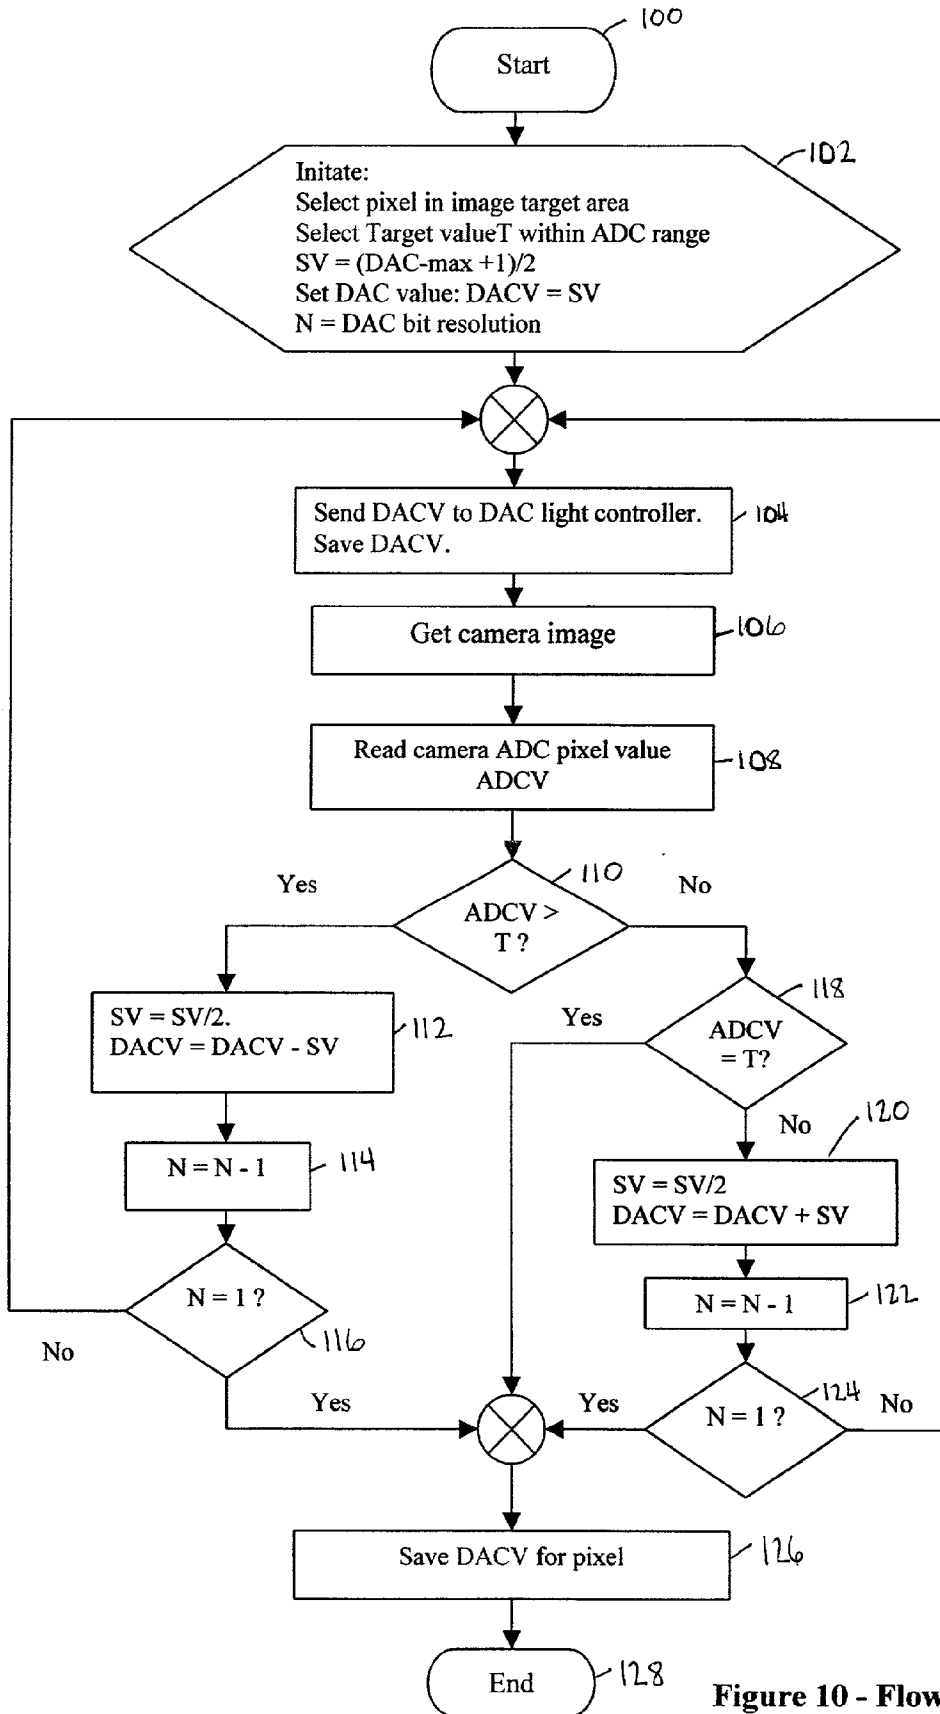 100
Start
102
Initate:
Select pixel in image target area
Select Target valueT within ADC range
SV = (DAC-max +1)/2
Set DAC value: DACV = SV
N = DAC bit resolution
Send DACV to DAC light controller.
Save DACV.
104
Get camera image
106
Read camera ADC pixel value
ADCV
108
110
Yes
No
ADCV >
T ?
118
Yes
ADCV
= T?
SV = SV/2.
DACV = DACV - SV
112
No
120
SV = SV/2
DACV = DACV + SV
N = N - 1
114
N = N - 1
122
N = 1 ?
116
No
Yes
Yes
N = 1 ?
124
No
Save DACV for pixel
126
End
128
Figure 10 - Flow